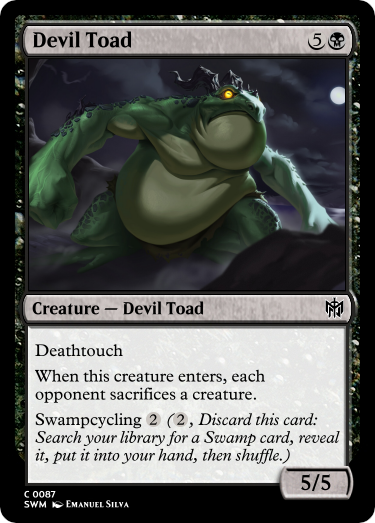 Devil Toad 5
Creature — Devil Toad
Deathtouch
When this creature enters, each
opponent sacrifices a creature.
Swampcycling 2 (2, Discard this card:
Search your library for a Swamp card, reveal
it, put it into your hand, then shuffle.)
5/5
C 0087
SWM EMANUEL SILVA